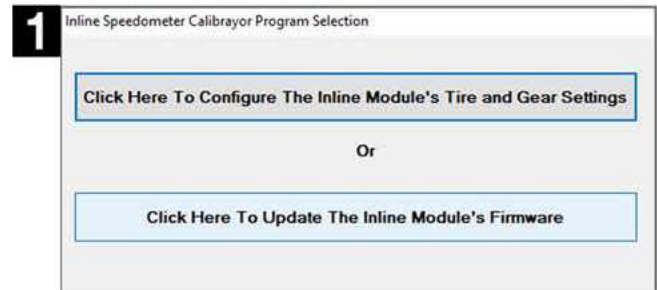 1
Inline Speedometer Calibrayor Program Selection
Click Here To Configure The Inline Module's Tire and Gear Settings
Or
Click Here To Update The Inline Module's Firmware